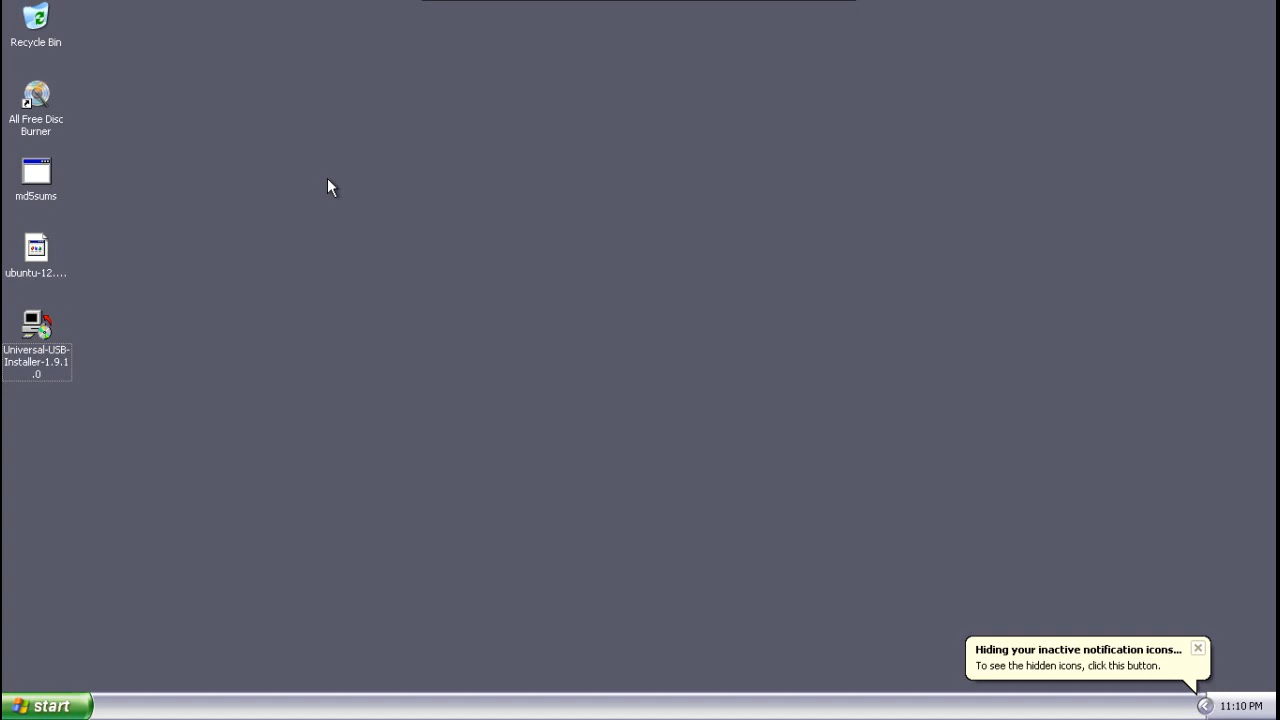 Recycle Bin
All Free Disc
Burner
md5sums
ubuntu-12....
Universal-USB-
Installer-1.9.1
.0
Hiding your inactive notification icons...
To see the hidden icons, click this button.
start
11:10 PM